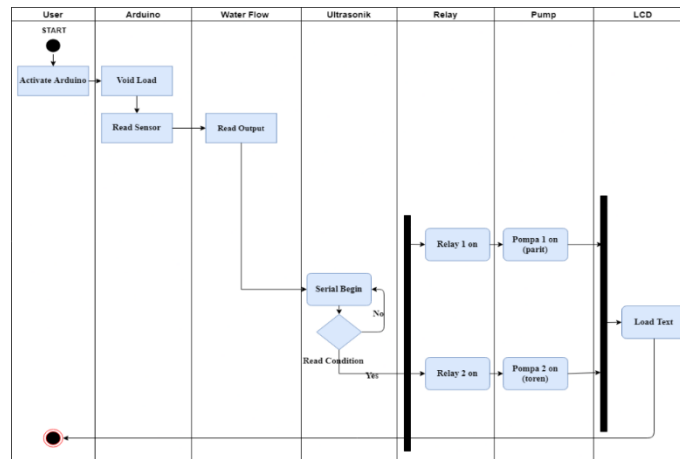 User Arduino Water Flow Ultrasonik Relay Pump LCD
START
Activate Arduino
Void Load
Read Sensor
Read Output
Relay 1 on
Pompa 1 on
(parit)
Serial Begin
No
Load Text
Read Condition
Yes
Relay 2 on
Pompa 2 on
(toren)